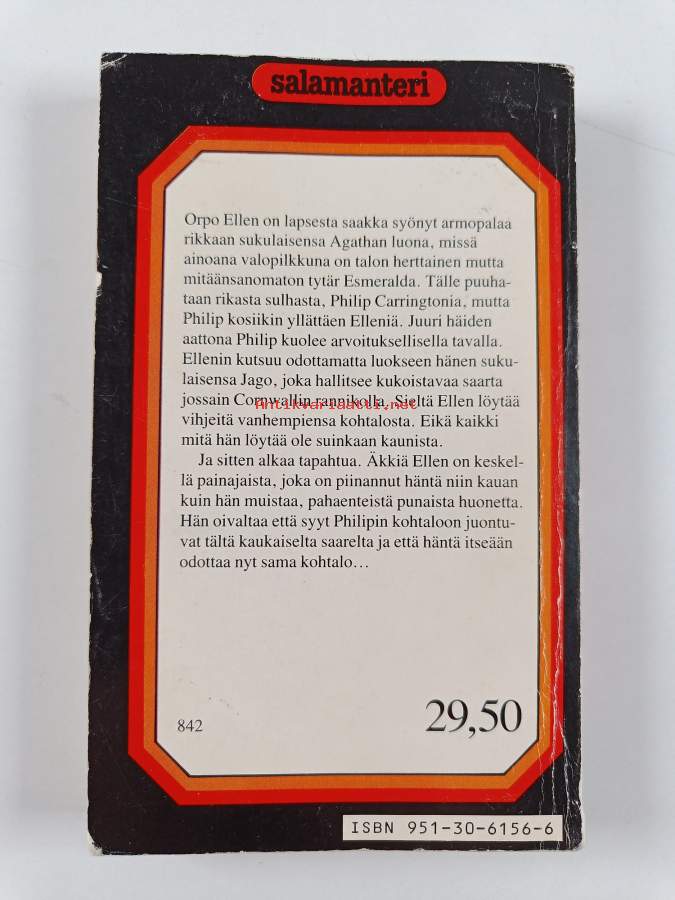 salamanteri
Orpo Ellen on lapsesta saakka syönyt armopalaa
rikkaan sukulaisensa Agathan luona, missä
ainoana valopilkkuna on talon herttainen mutta
mitäänsanomaton tytär Esmeralda. Tälle puuha-
taan rikasta sulhasta, Philip Carringtonia, mutta
Philip kosiikin yllättäen Elleniä. Juuri häiden
aattona Philip kuolee arvoituksellisella tavalla.
Ellenin kutsuu odottamatta luokseen hänen suku-
laisensa Jago, joka hallitsee kukoistavaa saarta
jossain Cornwallin rannikolla. Sieltä Ellen löytää
Antikvariaatti.net
vihjeitä vanhempiensa kohtalosta. Eikä kaikki
mitä hän löytää ole suinkaan kaunista.
Ja sitten alkaa tapahtua. Äkkiä Ellen on keskel-
lä painajaista, joka on piinannut häntä niin kauan
kuin hän muistaa, pahaenteistä punaista huonetta.
Hän oivaltaa että syyt Philipin kohtaloon juontu-
vat tältä kaukaiselta saarelta ja että häntä itseään
odottaa nyt sama kohtalo...
842
29,50
ISBN 951-30-6156-6